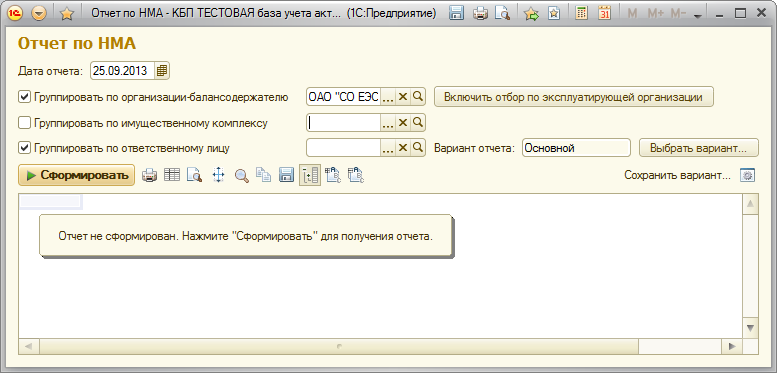 Отчет по НМА - КБП ТЕСТОВАЯ база учета акт... (1С:Предприятие)
M M+ M-
Отчет по НМА
Дата отчета: 25.09.2013
Группировать по организации-балансодержателю ОАО "СО ЕЭС ... Включить отбор по эксплуатирующей организации
Группировать по имущественному комплексу ...
Группировать по ответственному лицу ... Вариант отчета: Основной Выбрать вариант...
Сформировать Сохранить вариант...
Отчет не сформирован. Нажмите "Сформировать" для получения отчета.